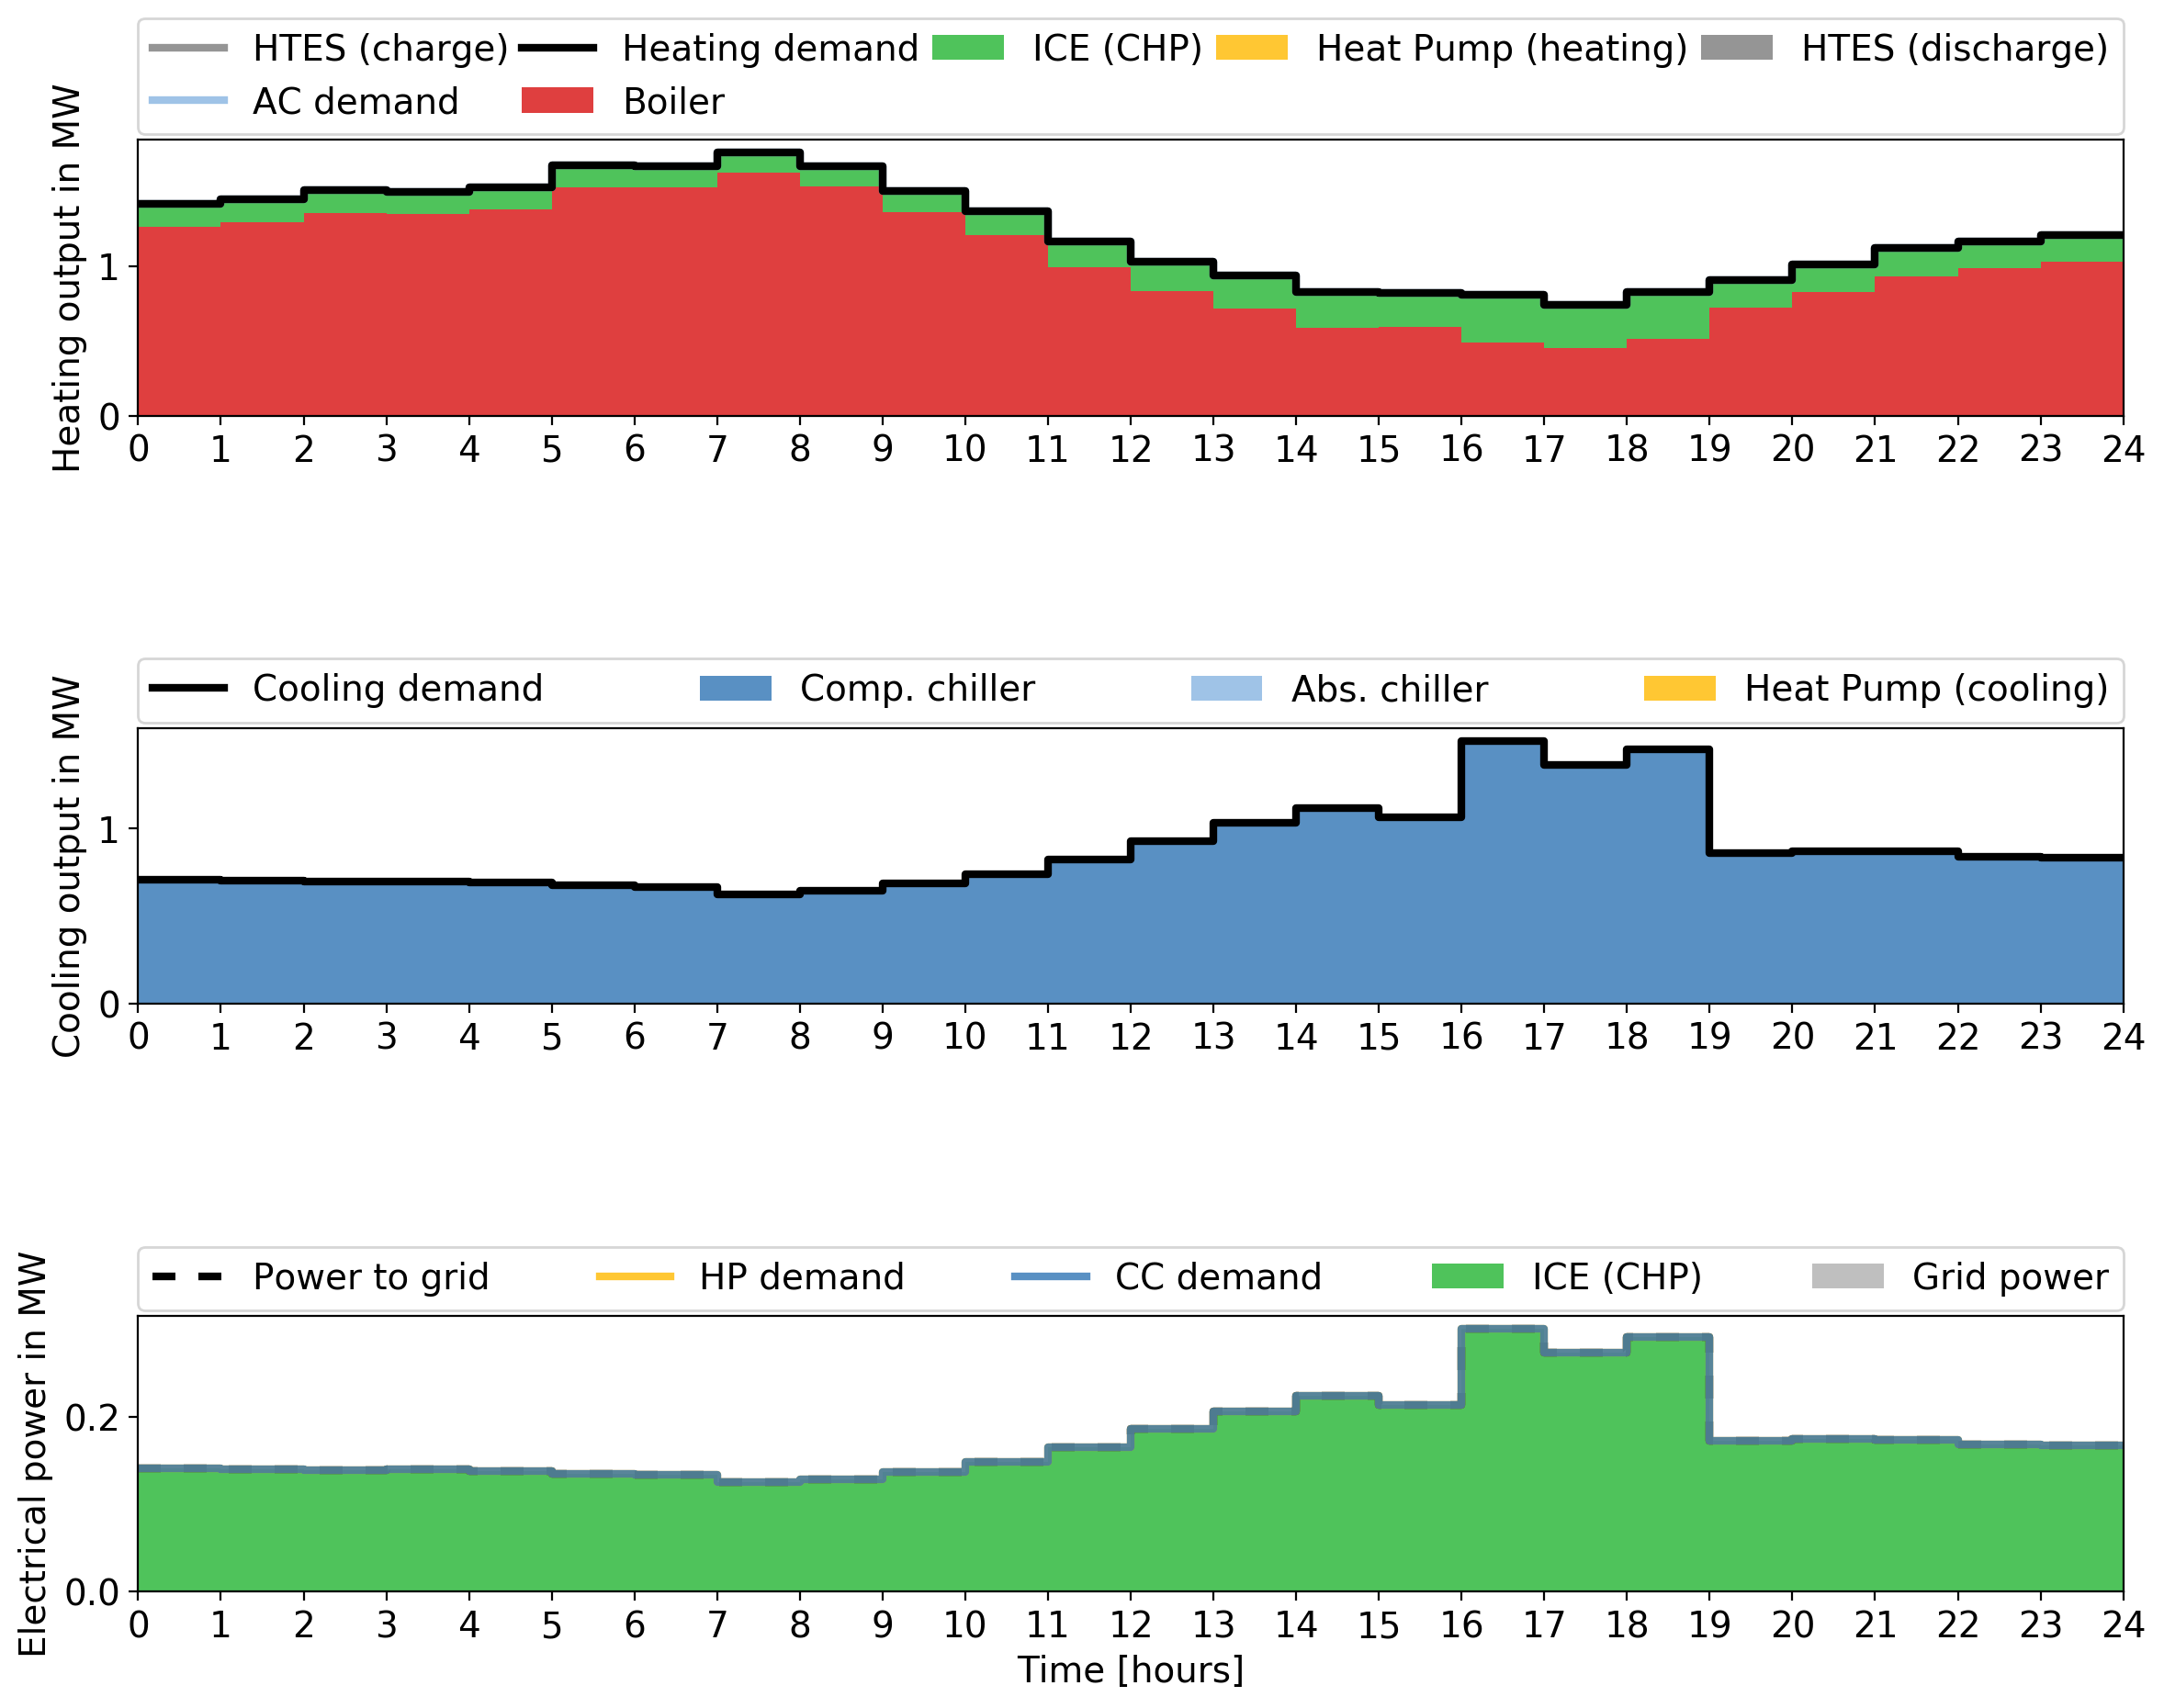 HTES (charge) Heating demand ICE (CHP) Heat Pump (heating) HTES (discharge)
AC demand Boiler
Heating output in MW
1
0
0 1 2 3 4 5 6 7 8 9 10 11 12 13 14 15 16 17 18 19 20 21 22 23 24
Cooling demand Comp. chiller Abs. chiller Heat Pump (cooling)
Cooling output in MW
1
0
0 1 2 3 4 5 6 7 8 9 10 11 12 13 14 15 16 17 18 19 20 21 22 23 24
Power to grid HP demand CC demand ICE (CHP) Grid power
Electrical power in MW
0.2
0.0
0 1 2 3 4 5 6 7 8 9 10 11 12 13 14 15 16 17 18 19 20 21 22 23 24
Time [hours]